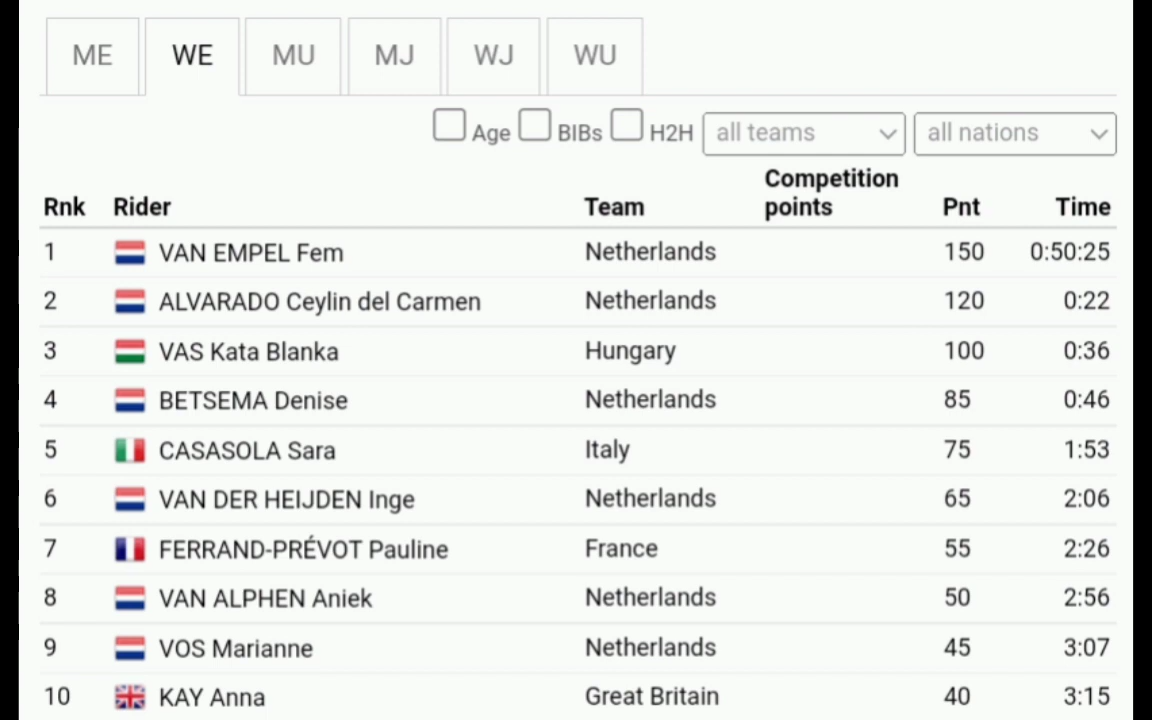 ME WE MU MJ WJ WU
Age BIBs H2H all teams all nations
Rnk Rider Team Competition points Pnt Time
1 VAN EMPEL Fem Netherlands 150 0:50:25
2 ALVARADO Ceylin del Carmen Netherlands 120 0:22
3 VAS Kata Blanka Hungary 100 0:36
4 BETSEMA Denise Netherlands 85 0:46
5 CASASOLA Sara Italy 75 1:53
6 VAN DER HEIJDEN Inge Netherlands 65 2:06
7 FERRAND-PRÉVOT Pauline France 55 2:26
8 VAN ALPHEN Aniek Netherlands 50 2:56
9 VOS Marianne Netherlands 45 3:07
10 KAY Anna Great Britain 40 3:15